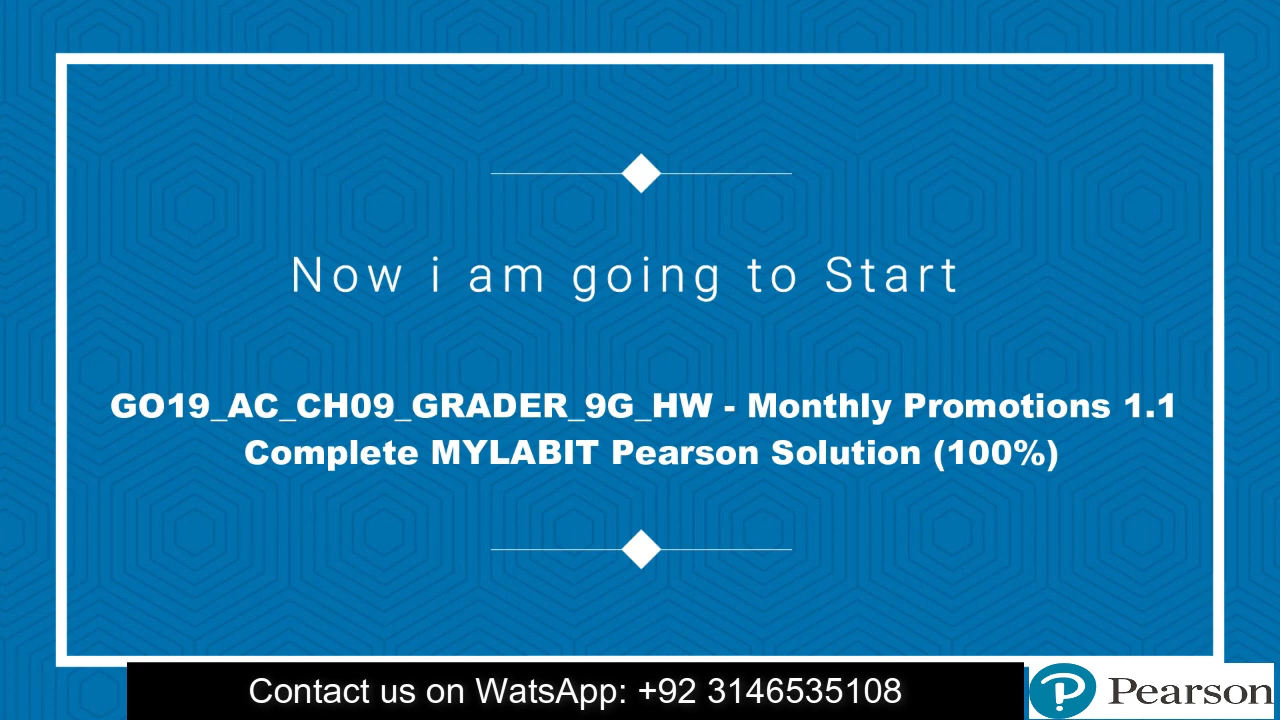 Now i am going to Start
GO19_AC_CH09_GRADER_9G_HW - Monthly Promotions 1.1
Complete MYLABIT Pearson Solution (100%)
Contact us on WatsApp: +92 3146535108
Pearson